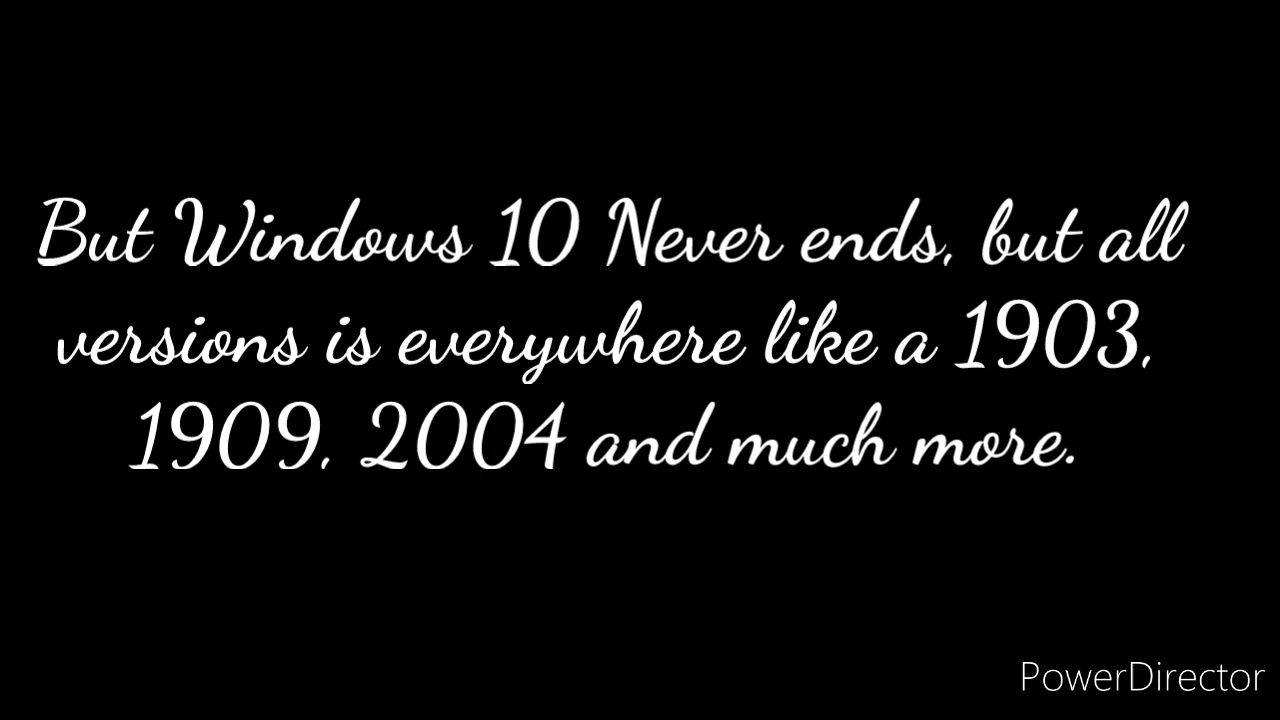 But Windows 10 Never ends, but all
versions is everywhere like a 1903,
1909, 2004 and much more.
PowerDirector